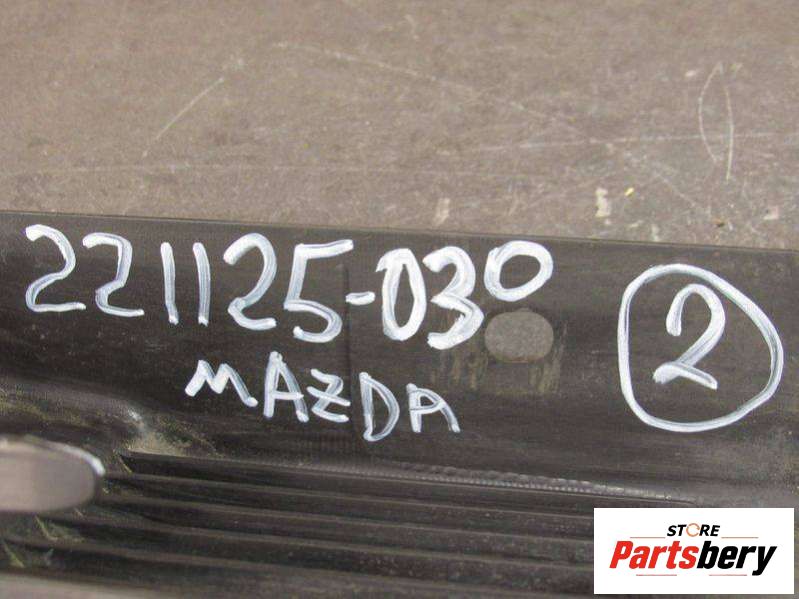 221125-030
MAZDA
2
STORE
Partsbery